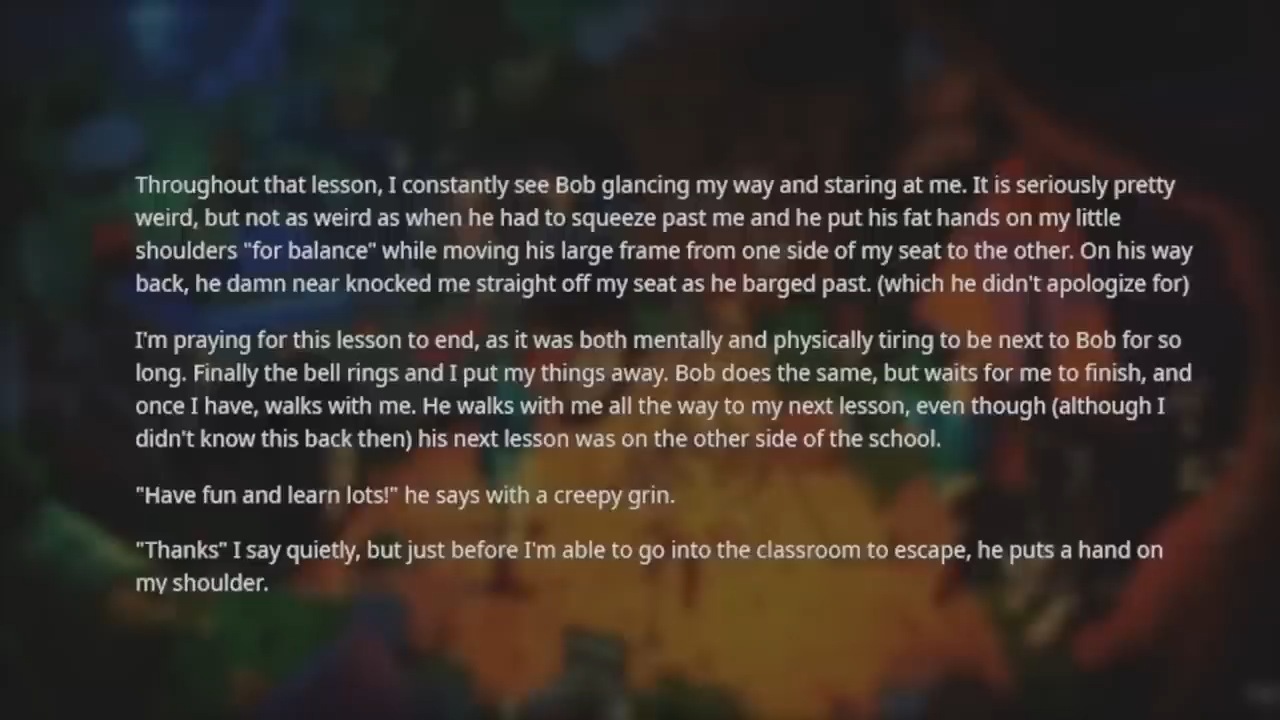 Throughout that lesson, I constantly see Bob glancing my way and staring at me. It is seriously pretty
weird, but not as weird as when he had to squeeze past me and he put his fat hands on my little
shoulders "for balance" while moving his large frame from one side of my seat to the other. On his way
back, he damn near knocked me straight off my seat as he barged past. (which he didn't apologize for)
I'm praying for this lesson to end, as it was both mentally and physically tiring to be next to Bob for so
long. Finally the bell rings and I put my things away. Bob does the same, but waits for me to finish, and
once I have, walks with me. He walks with me all the way to my next lesson, even though (although I
didn't know this back then) his next lesson was on the other side of the school.
"Have fun and learn lots!" he says with a creepy grin.
"Thanks" I say quietly, but just before I'm able to go into the classroom to escape, he puts a hand on
my shoulder.